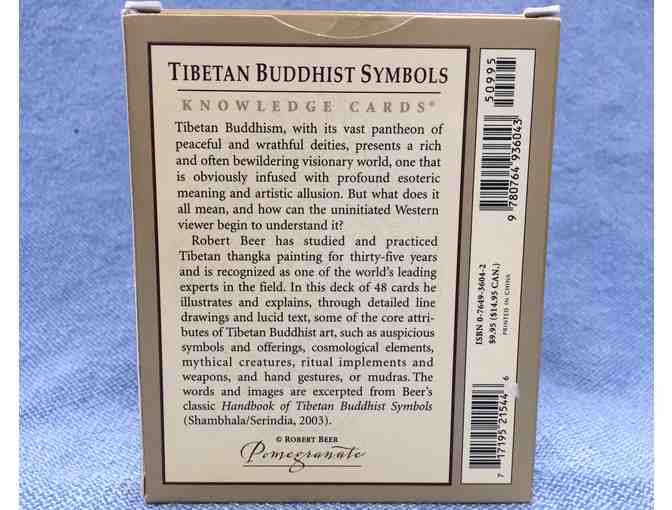 TIBETAN BUDDHIST SYMBOLS
KNOWLEDGE CARDS®
Tibetan Buddhism, with its vast pantheon of
peaceful and wrathful deities, presents a rich
and often bewildering visionary world, one that
is obviously infused with profound esoteric
meaning and artistic allusion. But what does it
all mean, and how can the uninitiated Western
viewer begin to understand it?
Robert Beer has studied and practiced
Tibetan thangka painting for thirty-five years
and is recognized as one of the world's leading
experts in the field. In this deck of 48 cards he
illustrates and explains, through detailed line
drawings and lucid text, some of the core attri-
butes of Tibetan Buddhist art, such as auspicious
symbols and offerings, cosmological elements,
mythical creatures, ritual implements and
weapons, and hand gestures, or mudras. The
words and images are excerpted from Beer's
classic Handbook of Tibetan Buddhist Symbols
(Shambhala/Serindia, 2003).
© ROBERT BEER
Pomegranate
50995
9 780764 936043
ISBN 0-7649-3604-2
$9.95 ($14.95 CAN.)
PRINTED IN CHINA
7 17195 21544 6